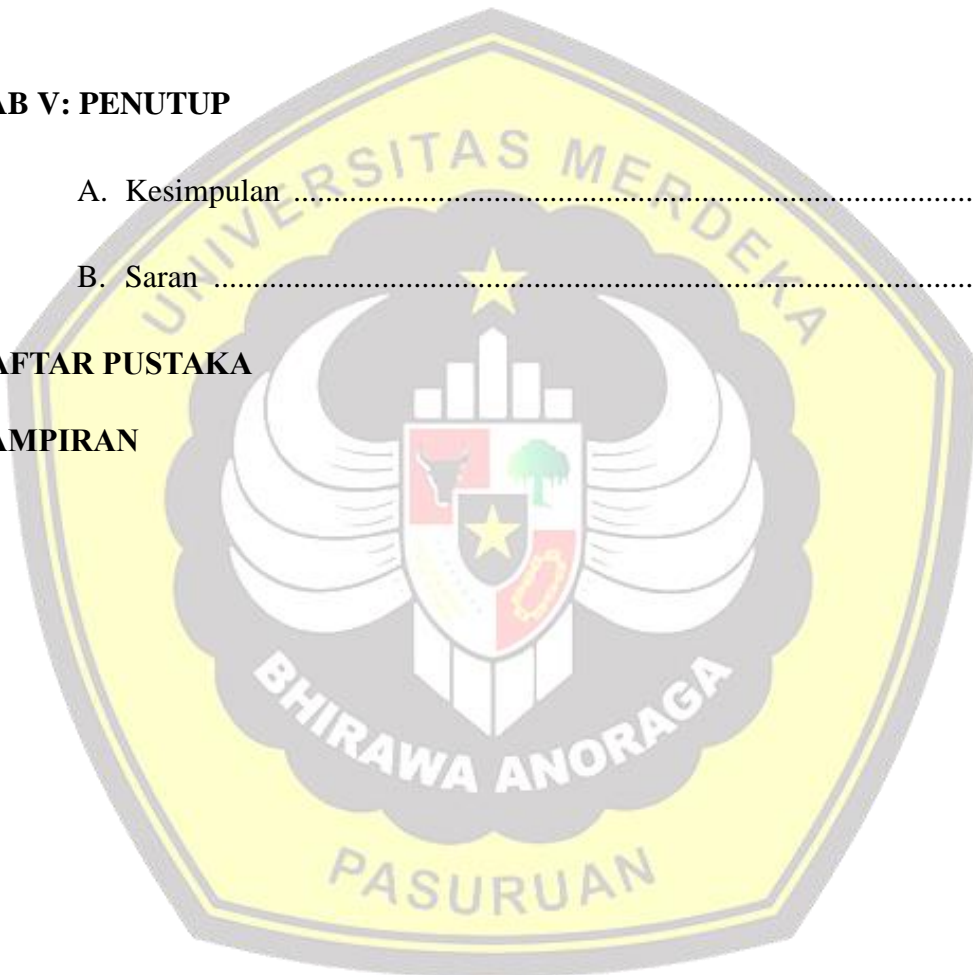 AB V: PENUTUP
A. Kesimpulan ....................................................................................
B. Saran ..............................................................................................
AFTAR PUSTAKA
AMPIRAN
UNIVERSITAS MERDEKA
BHIRAWA ANORAGA
PASURUAN